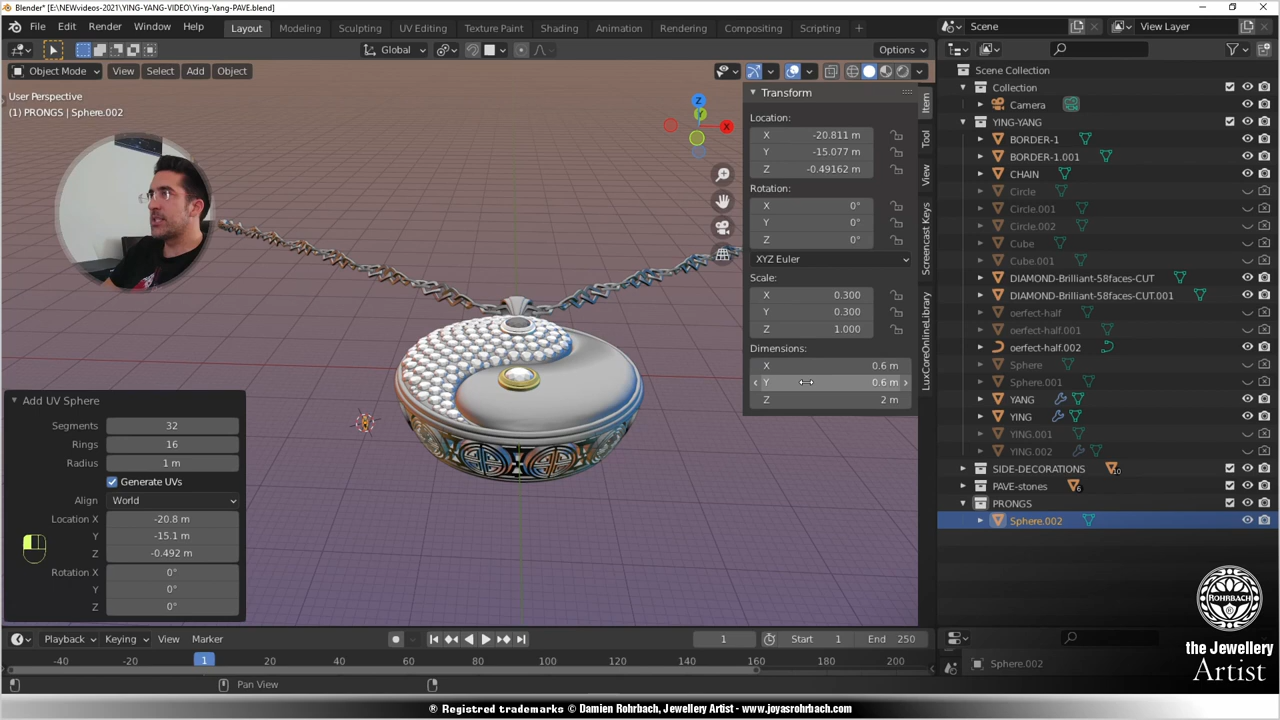 Blender* [E:\NEWvideos-2021\YING-YANG-VIDEO/Ying-Yang-PAVE.blend]
File Edit Render Window Help Layout Modeling Sculpting UV Editing Texture Paint Shading Animation Rendering Compositing Scripting + Scene View Layer
Global Options
Object Mode View Select Add Object
User Perspective
(1) PRONGS | Sphere.002
Z
Y
X
Transform
Location:
X -20.811 m
Y -15.077 m
Z -0.49162 m
Rotation:
X 0°
Y 0°
Z 0°
XYZ Euler
Scale:
X 0.300
Y 0.300
Z 1.000
Dimensions:
X 0.6 m
Y 0.6 m
Z 2 m
Item
Tool
View
Screencast Keys
LuxCoreOnlineLibrary
Scene Collection
Collection
Camera
YING-YANG
BORDER-1
BORDER-1.001
CHAIN
Circle
Circle.001
Circle.002
Cube
Cube.001
DIAMOND-Brilliant-58faces-CUT
DIAMOND-Brilliant-58faces-CUT.001
oerfect-half
oerfect-half.001
oerfect-half.002
Sphere
Sphere.001
YANG
YING
YING.001
YING.002
SIDE-DECORATIONS 10
PAVE-stones 6
PRONGS
Sphere.002
Add UV Sphere
Segments 32
Rings 16
Radius 1 m
Generate UVs
Align World
Location X -20.8 m
Y -15.1 m
Z -0.492 m
Rotation X 0°
Y 0°
Z 0°
Playback Keying View Marker 1 Start 1 End 250
-40 -20 1 20 40 60 80 100 120 140 160 180 200
Pan View
Sphere.002
ROHRBACH
the Jewellery
Artist
® Registered trademarks © Damien Rohrbach, Jewellery Artist - www.joyasrohrbach.com